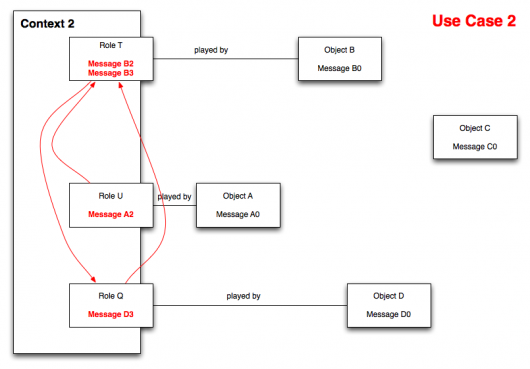 Context 2
Use Case 2
Role T
Message B2
Message B3
played by
Object B
Message B0
Object C
Message C0
Role U
Message A2
played by
Object A
Message A0
Role Q
Message D3
played by
Object D
Message D0